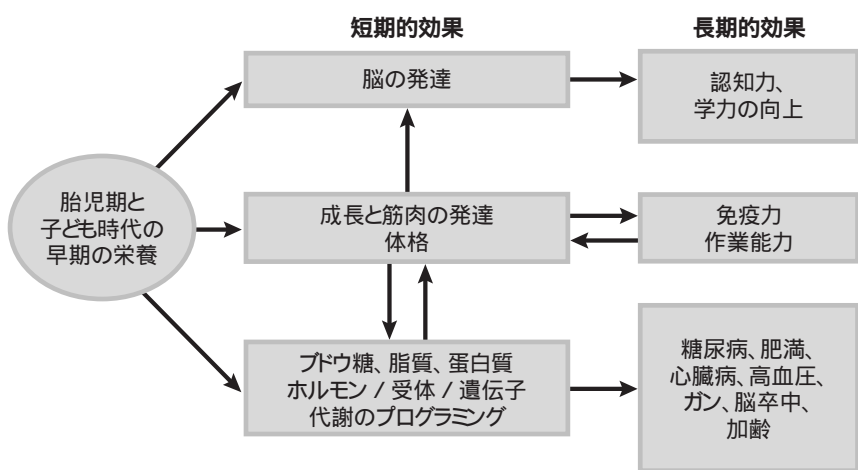 短期的効果
長期的効果
胎児期と
子ども時代の
早期の栄養
脳の発達
認知力、
学力の向上
成長と筋肉の発達
体格
免疫力
作業能力
ブドウ糖、脂質、蛋白質
ホルモン / 受体 / 遺伝子
代謝のプログラミング
糖尿病、肥満、
心臓病、高血圧、
ガン、脳卒中、
加齢